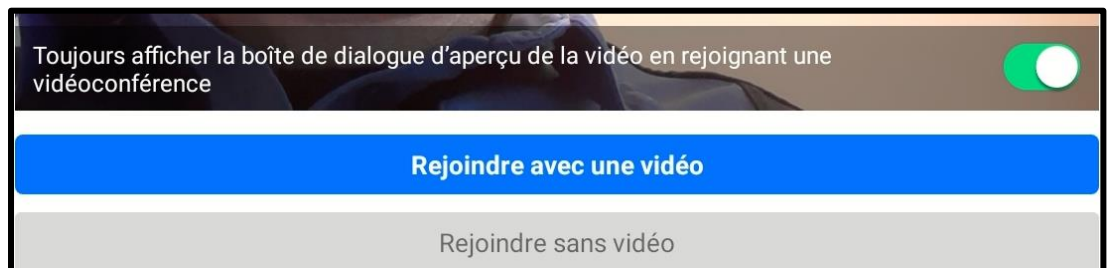 Toujours afficher la boîte de dialogue d’aperçu de la vidéo en rejoignant une
vidéoconférence
Rejoindre avec une vidéo
Rejoindre sans vidéo